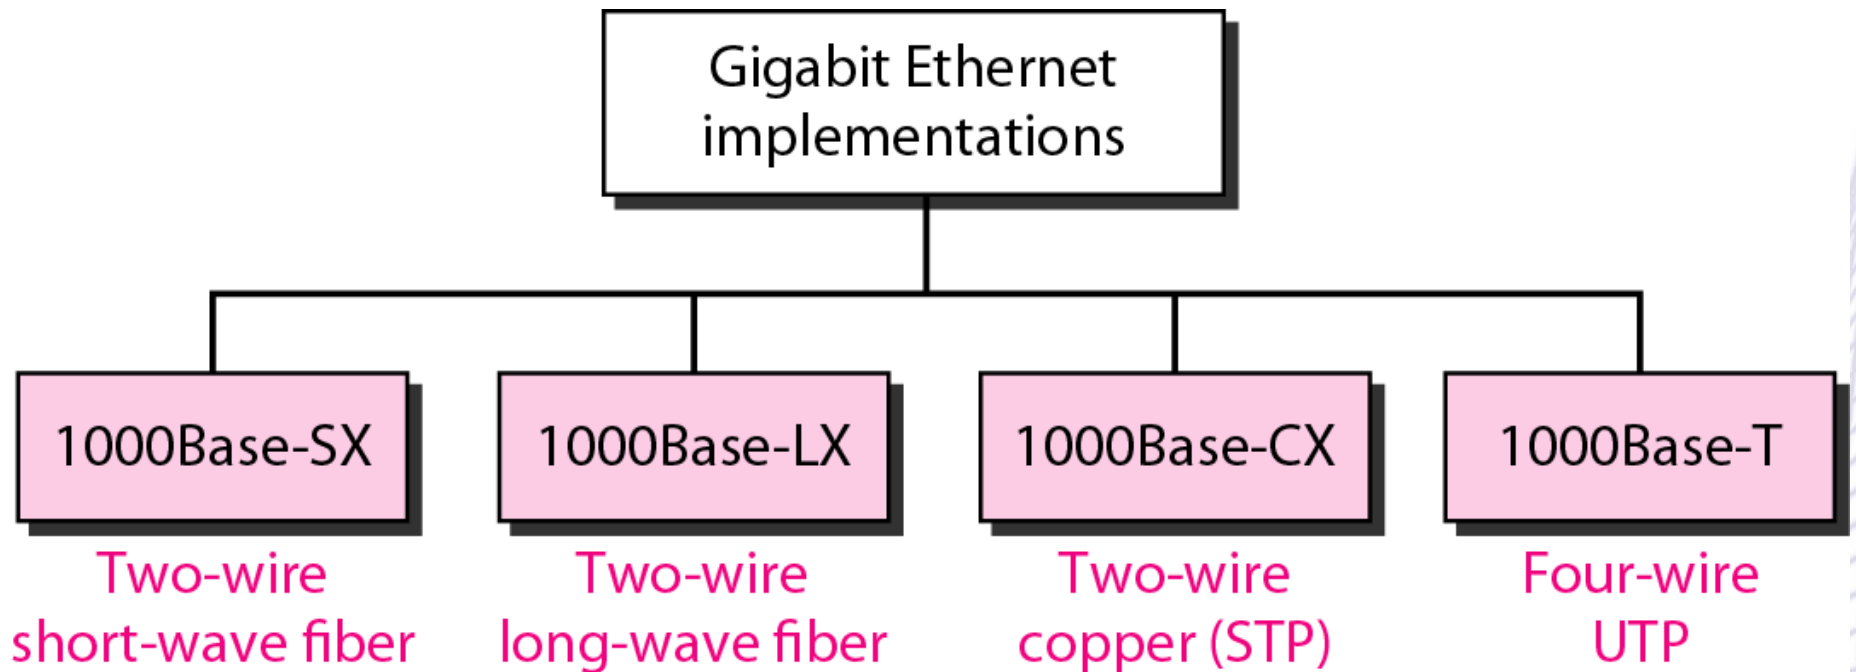 Gigabit Ethernet
implementations
1000Base-SX
1000Base-LX
1000Base-CX
1000Base-T
Two-wire
short-wave fiber
Two-wire
long-wave fiber
Two-wire
copper (STP)
Four-wire
UTP